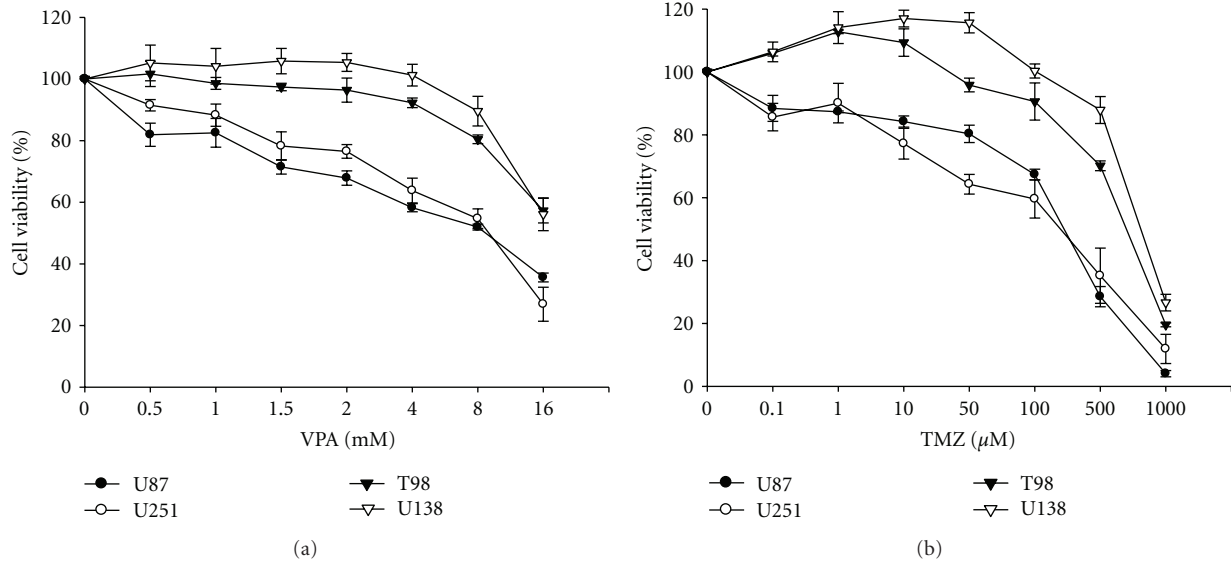 120
100
80
60
40
20
0
Cell viability (%)
0 0.5 1 1.5 2 4 8 16
VPA (mM)
U87 T98
U251 U138
(a)
120
100
80
60
40
20
0
Cell viability (%)
0 0.1 1 10 50 100 500 1000
TMZ (μM)
U87 T98
U251 U138
(b)